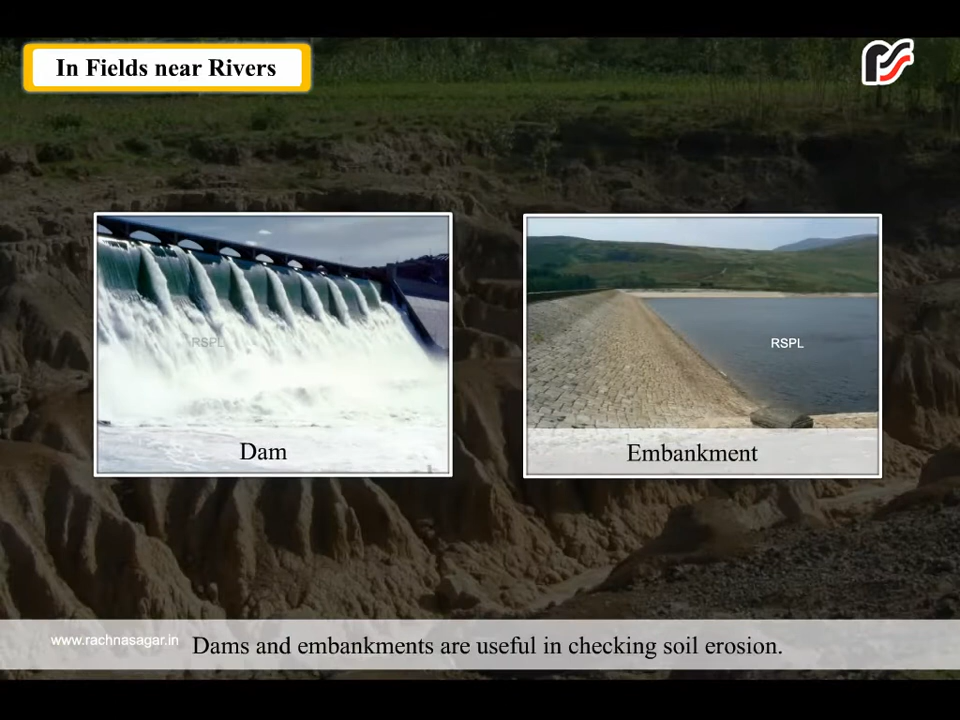 In Fields near Rivers
RSPL
RSPL
Dam
Embankment
www.rachnasagar.in
Dams and embankments are useful in checking soil erosion.